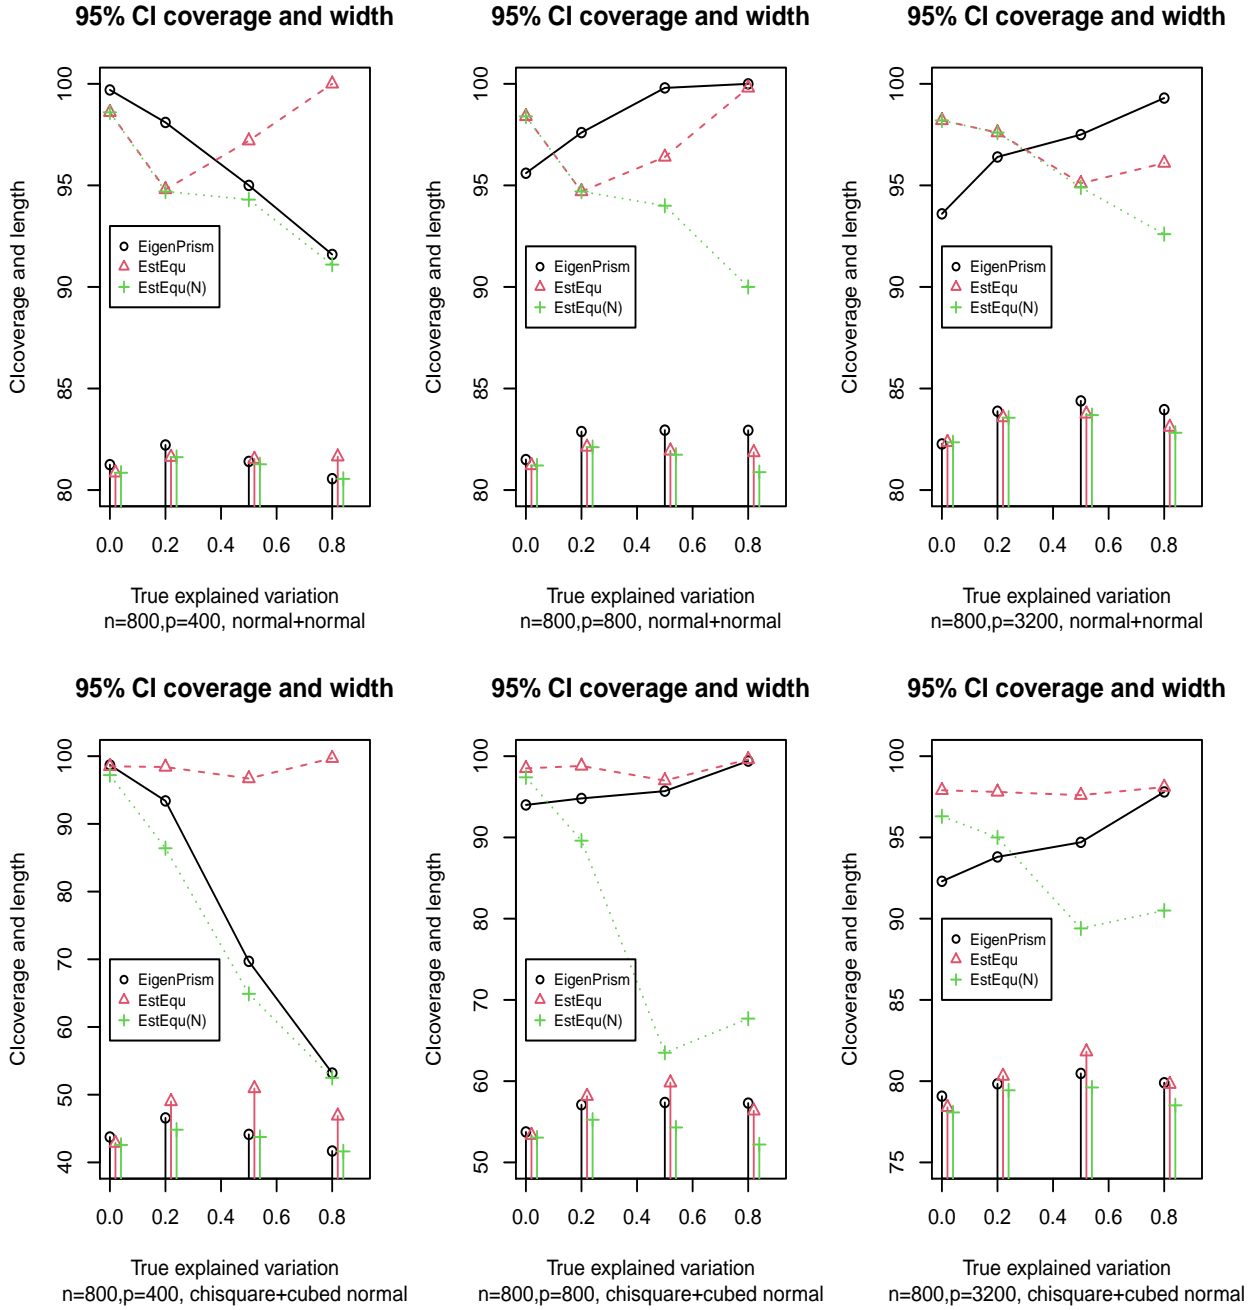 95% CI coverage and width
CIcoverage and length
100
95
90
85
80
EigenPrism
EstEqu
EstEqu(N)
0.0 0.2 0.4 0.6 0.8
True explained variation
n=800,p=400, normal+normal
95% CI coverage and width
CIcoverage and length
100
95
90
85
80
EigenPrism
EstEqu
EstEqu(N)
0.0 0.2 0.4 0.6 0.8
True explained variation
n=800,p=800, normal+normal
95% CI coverage and width
CIcoverage and length
100
95
90
85
80
EigenPrism
EstEqu
EstEqu(N)
0.0 0.2 0.4 0.6 0.8
True explained variation
n=800,p=3200, normal+normal
95% CI coverage and width
CIcoverage and length
100
90
80
70
60
50
40
EigenPrism
EstEqu
EstEqu(N)
0.0 0.2 0.4 0.6 0.8
True explained variation
n=800,p=400, chisquare+cubed normal
95% CI coverage and width
CIcoverage and length
100
90
80
70
60
50
EigenPrism
EstEqu
EstEqu(N)
0.0 0.2 0.4 0.6 0.8
True explained variation
n=800,p=800, chisquare+cubed normal
95% CI coverage and width
CIcoverage and length
100
95
90
85
80
75
EigenPrism
EstEqu
EstEqu(N)
0.0 0.2 0.4 0.6 0.8
True explained variation
n=800,p=3200, chisquare+cubed normal